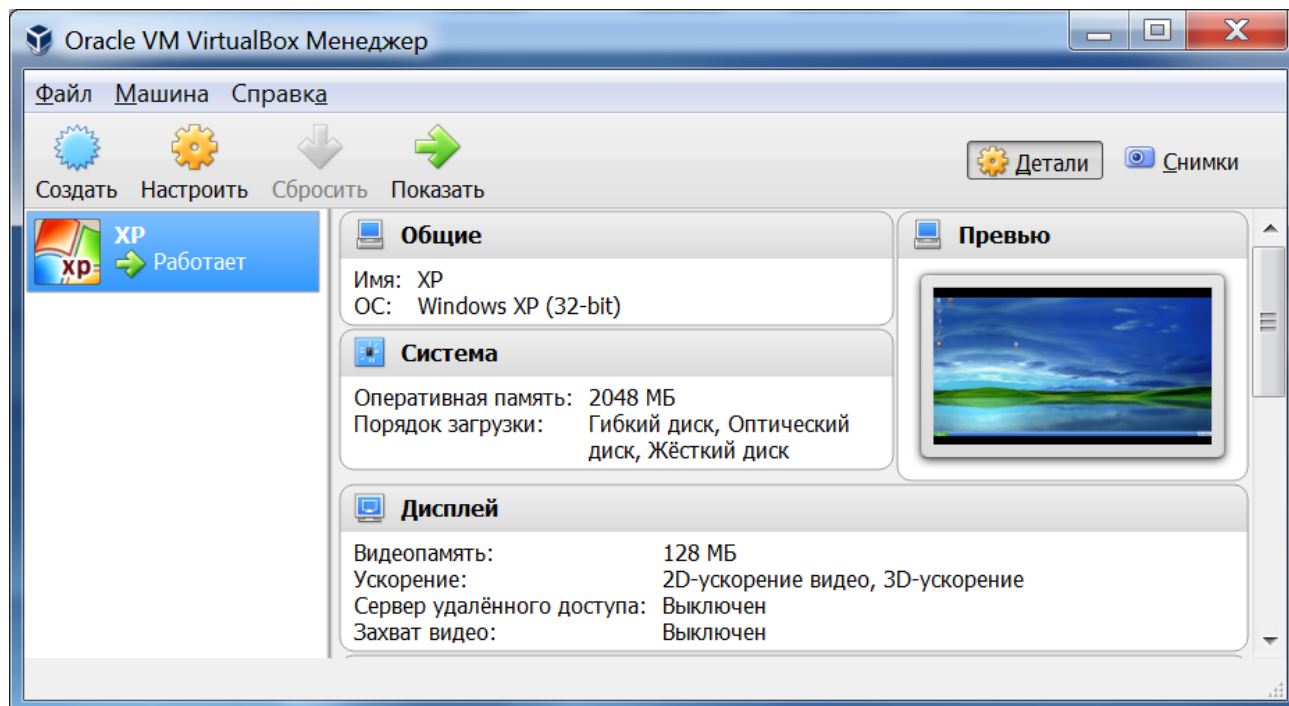 Oracle VM VirtualBox Менеджер
Файл Машина Справка
Создать Настроить Сбросить Показать
Детали Снимки
XP
Работает
xp
Общие
Имя: XP
ОС: Windows XP (32-bit)
Система
Оперативная память: 2048 МБ
Порядок загрузки: Гибкий диск, Оптический
диск, Жёсткий диск
Превью
Дисплей
Видеопамять: 128 МБ
Ускорение: 2D-ускорение видео, 3D-ускорение
Сервер удалённого доступа: Выключен
Захват видео: Выключен